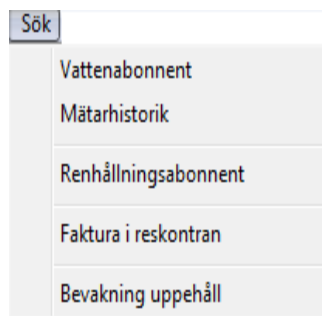 Sök
Vattenabonnent
Mätarhistorik
Renhållningsabonnent
Faktura i reskontran
Bevakning uppehåll